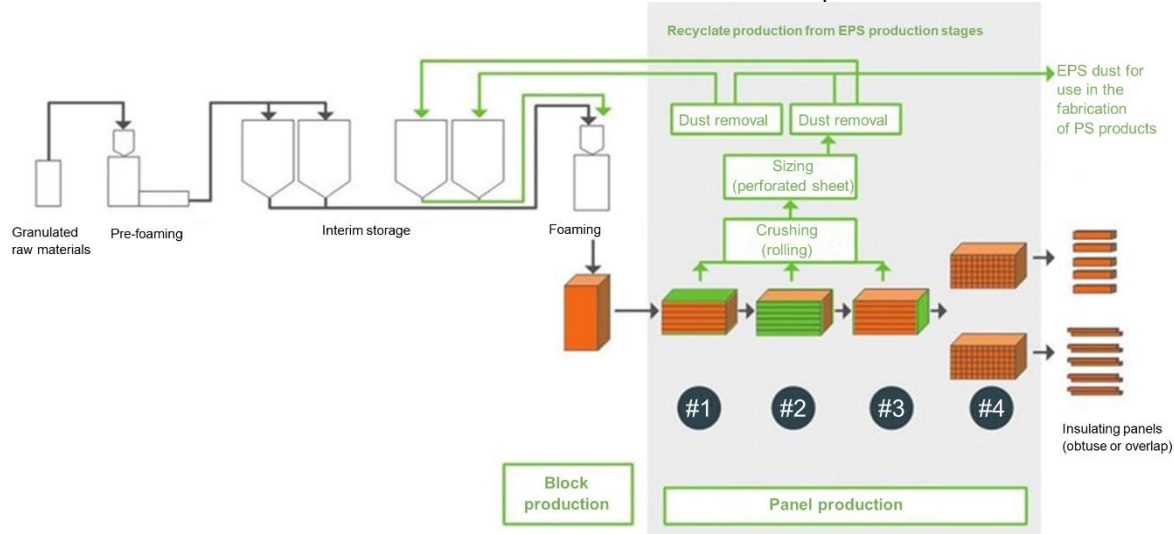 Recyclate production from EPS production stages
EPS dust for
use in the
fabrication
of PS products
Dust removal
Dust removal
Sizing
(perforated sheet)
Crushing
(rolling)
Granulated
raw materials
Pre-foaming
Interim storage
Foaming
#1
#2
#3
#4
Insulating panels
(obtuse or overlap)
Block
production
Panel production